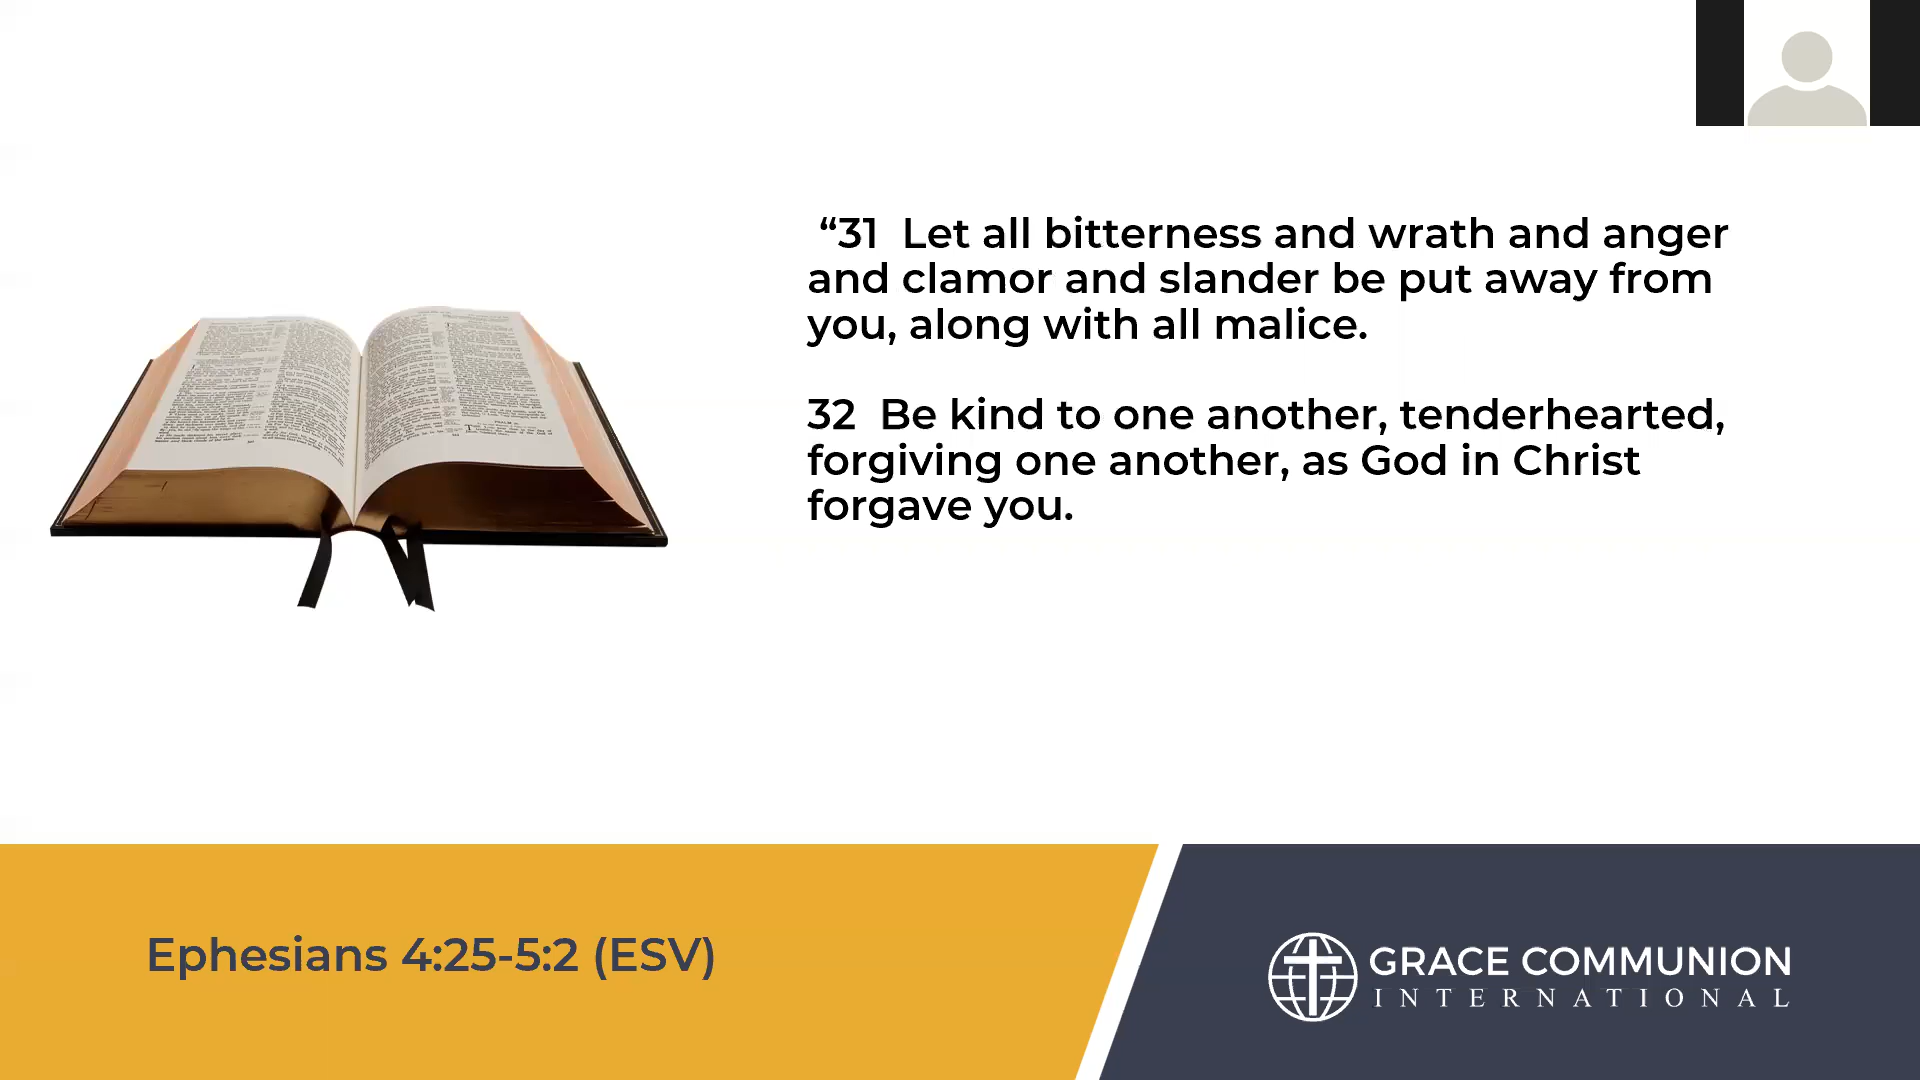 “31  Let all bitterness and wrath and anger
and clamor and slander be put away from
you, along with all malice.
32  Be kind to one another, tenderhearted,
forgiving one another, as God in Christ
forgave you.
Ephesians 4:25-5:2 (ESV)
GRACE COMMUNION
INTERNATIONAL